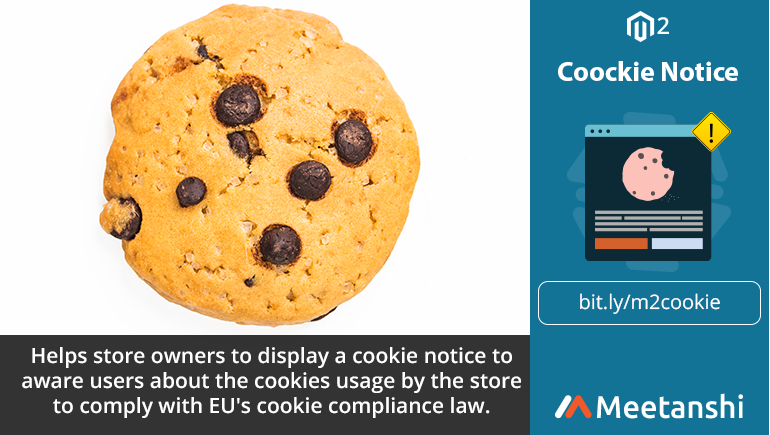 2
Coockie Notice
!
bit.ly/m2cookie
Helps store owners to display a cookie notice to
aware users about the cookies usage by the store
to comply with EU's cookie compliance law.
Meetanshi